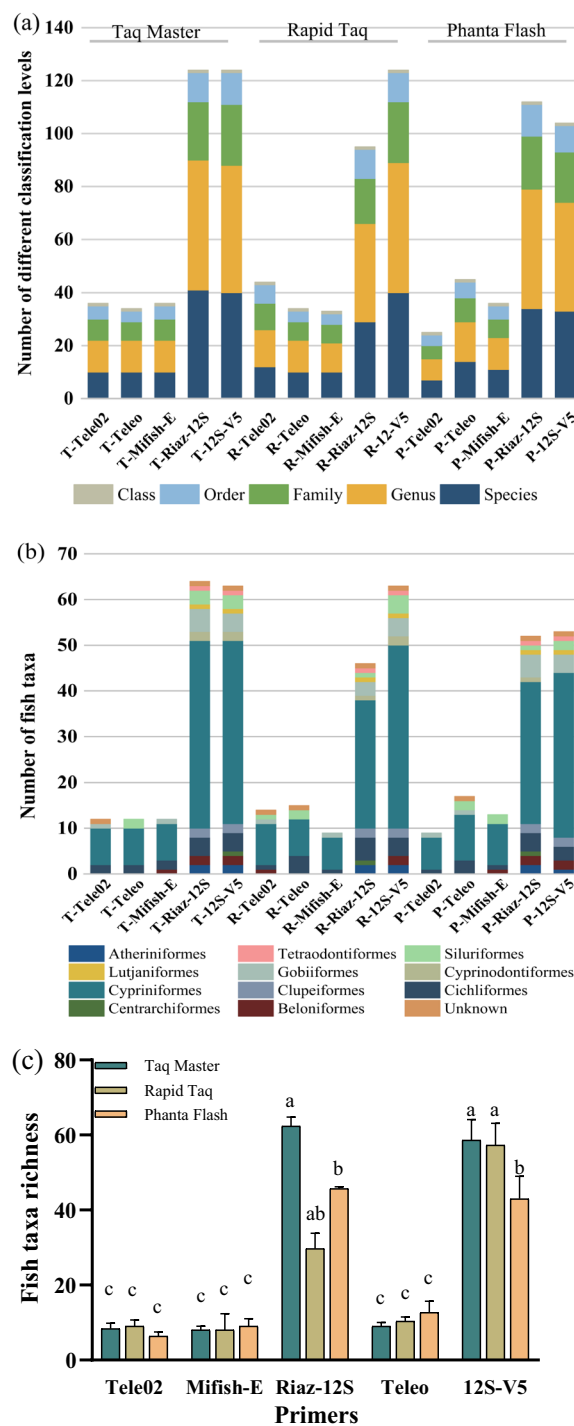 (a)
Taq Master Rapid Taq Phanta Flash
Number of different classification levels
140
120
100
80
60
40
20
0
T-Tele02 T-Teleo T-Mifish-E T-Riaz-12S T-12S-V5 R-Tele02 R-Teleo R-Mifish-E R-Riaz-12S R-12-V5 P-Tele02 P-Teleo P-Mifish-E P-Riaz-12S P-12S-V5
Class Order Family Genus Species
(b)
Number of fish taxa
70
60
50
40
30
20
10
0
T-Tele02 T-Teleo T-Mifish-E T-Riaz-12S T-12S-V5 R-Tele02 R-Teleo R-Mifish-E R-Riaz-12S R-12S-V5 P-Tele02 P-Teleo P-Mifish-E P-Riaz-12S P-12S-V5
Atheriniformes Tetraodontiformes Siluriformes
Lutjaniformes Gobiiformes Cyprinodontiformes
Cypriniformes Clupeiformes Cichliformes
Centrarchiformes Beloniformes Unknown
(c)
Fish taxa richness
80
60
40
20
0
Taq Master
Rapid Taq
Phanta Flash
c c c c c c a ab b c c c a a b
Tele02 Mifish-E Riaz-12S Teleo 12S-V5
Primers